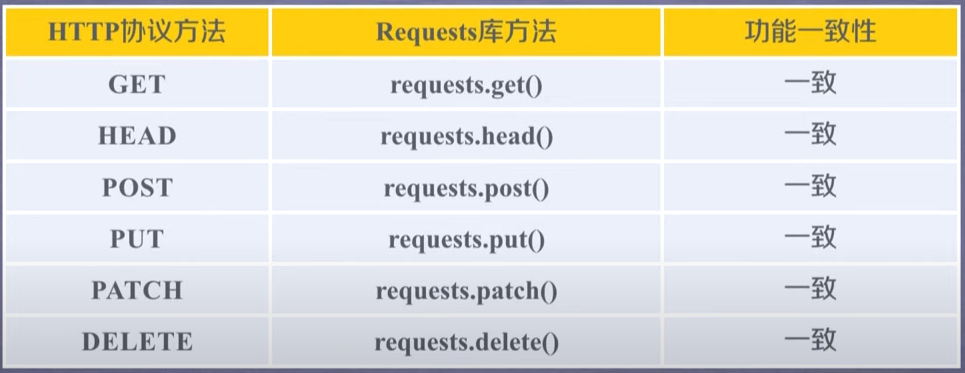 HTTP协议方法 Requests库方法 功能一致性
GET requests.get() 一致
HEAD requests.head() 一致
POST requests.post() 一致
PUT requests.put() 一致
PATCH requests.patch() 一致
DELETE requests.delete() 一致